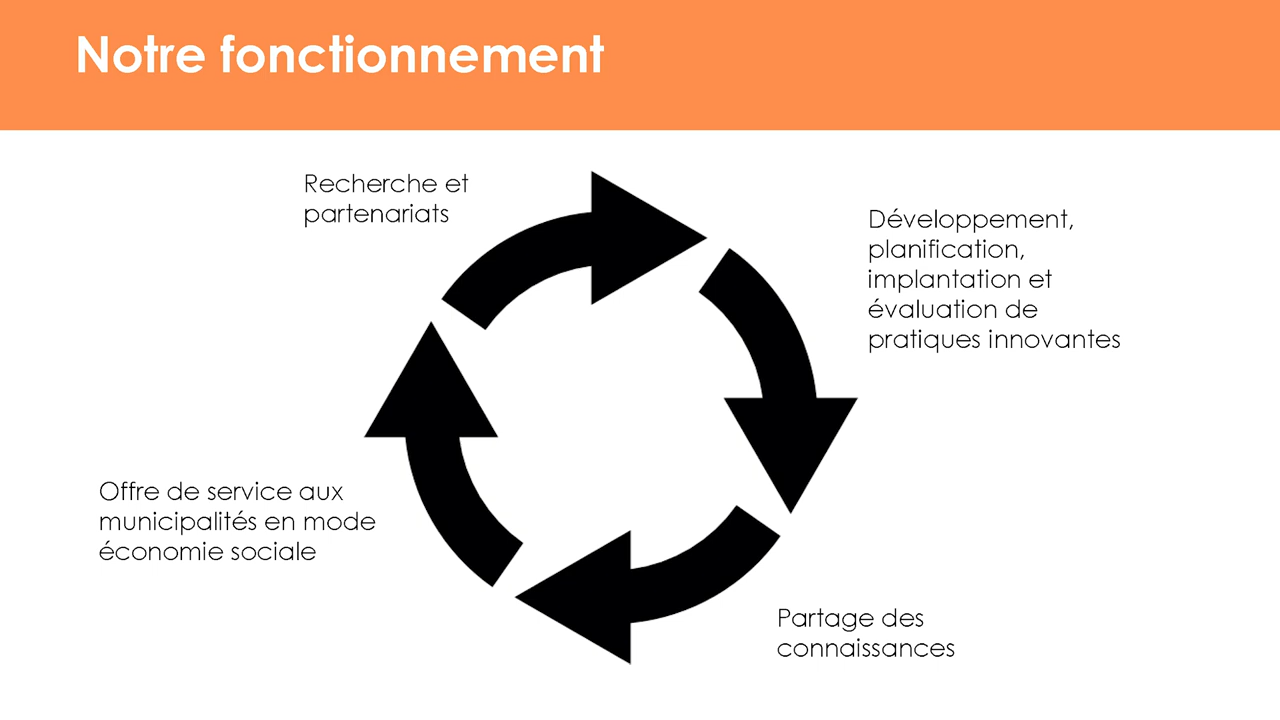 Notre fonctionnement
Recherche et
partenariats
Développement,
planification,
implantation et
évaluation de
pratiques innovantes
Partage des
connaissances
Offre de service aux
municipalités en mode
économie sociale